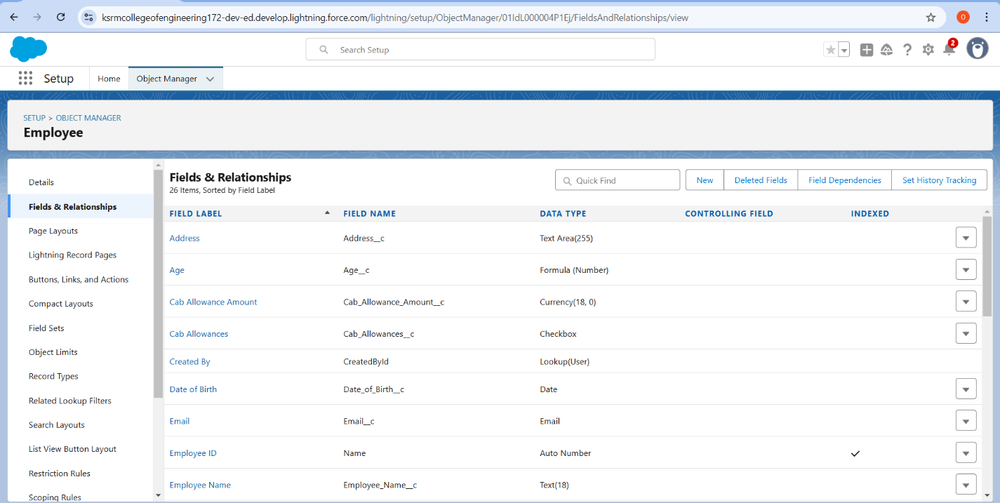 ksrmcollegeofengineering172-dev-ed.develop.lightning.force.com/lightning/setup/ObjectManager/01IdL000004P1Ej/FieldsAndRelationships/view
O
Search Setup
2
Setup
Home
Object Manager
SETUP > OBJECT MANAGER
Employee
Details
Fields & Relationships
Page Layouts
Lightning Record Pages
Buttons, Links, and Actions
Compact Layouts
Field Sets
Object Limits
Record Types
Related Lookup Filters
Search Layouts
List View Button Layout
Restriction Rules
Scoping Rules
Fields & Relationships
26 Items, Sorted by Field Label
Quick Find
New
Deleted Fields
Field Dependencies
Set History Tracking
FIELD LABEL FIELD NAME DATA TYPE CONTROLLING FIELD INDEXED
Address Address__c Text Area(255)
Age Age__c Formula (Number)
Cab Allowance Amount Cab_Allowance_Amount__c Currency(18, 0)
Cab Allowances Cab_Allowances__c Checkbox
Created By CreatedById Lookup(User)
Date of Birth Date_of_Birth__c Date
Email Email__c Email
Employee ID Name Auto Number
Employee Name Employee_Name__c Text(18)